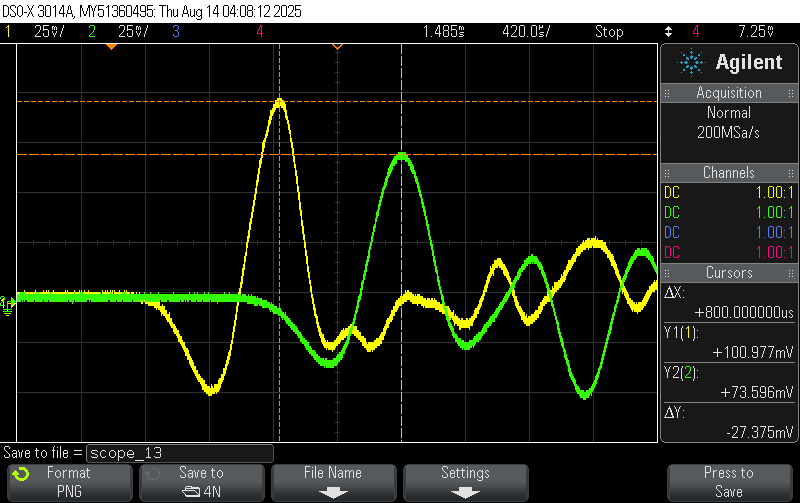 DSO-X 3014A, MY51360495: Thu Aug 14 04:08:12 2025
1 25mV/ 2 25mV/ 3 4 1.485ms 420.0us/ Stop 4 7.25mV
Agilent
Acquisition
Normal
200MSa/s
Channels
DC 1.00:1
DC 1.00:1
DC 1.00:1
DC 1.00:1
Cursors
ΔX:
+800.000000us
Y1(1):
+100.977mV
Y2(2):
+73.596mV
ΔY:
-27.375mV
Save to file = scope_13
Format
PNG
Save to
4N
File Name
Settings
Press to
Save